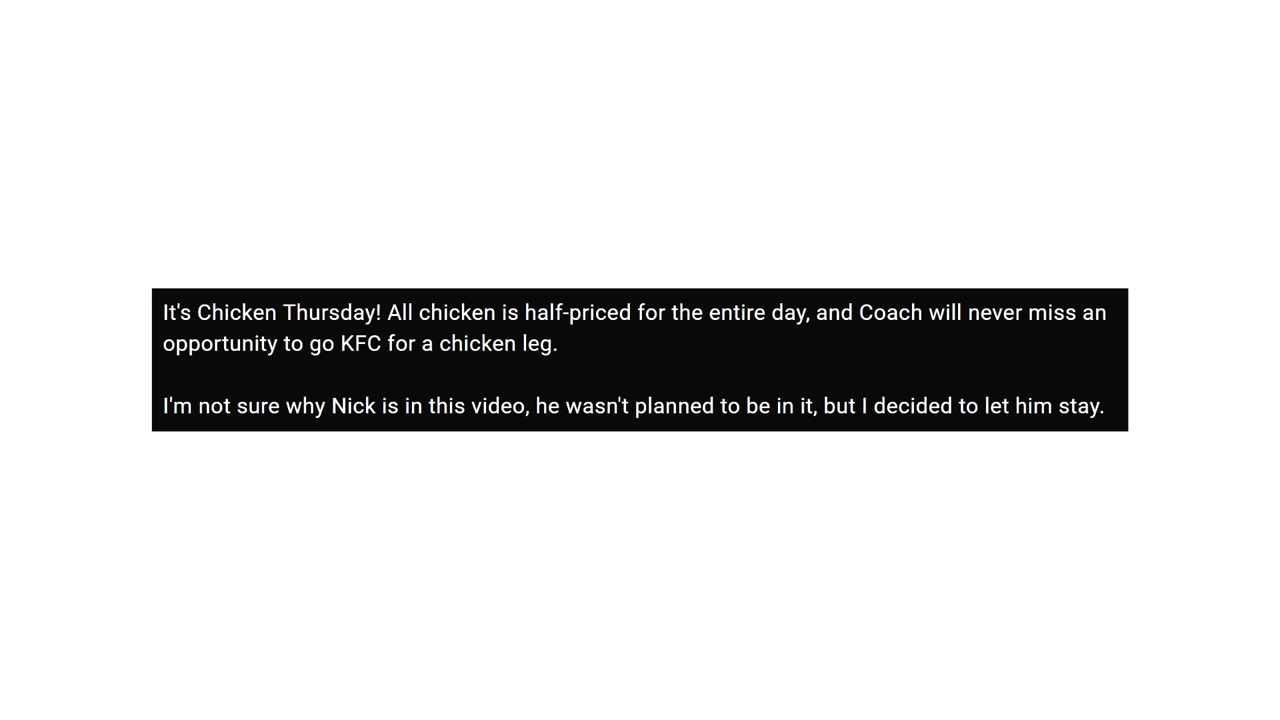 It's Chicken Thursday! All chicken is half-priced for the entire day, and Coach will never miss an
opportunity to go KFC for a chicken leg.
I'm not sure why Nick is in this video, he wasn't planned to be in it, but I decided to let him stay.